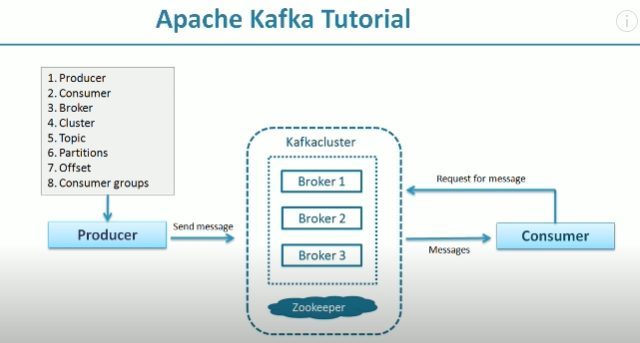 Apache Kafka Tutorial
1. Producer
2. Consumer
3. Broker
4. Cluster
5. Topic
6. Partitions
7. Offset
8. Consumer groups
Producer
Send message
Kafkacluster
Broker 1
Broker 2
Broker 3
Zookeeper
Request for message
Messages
Consumer